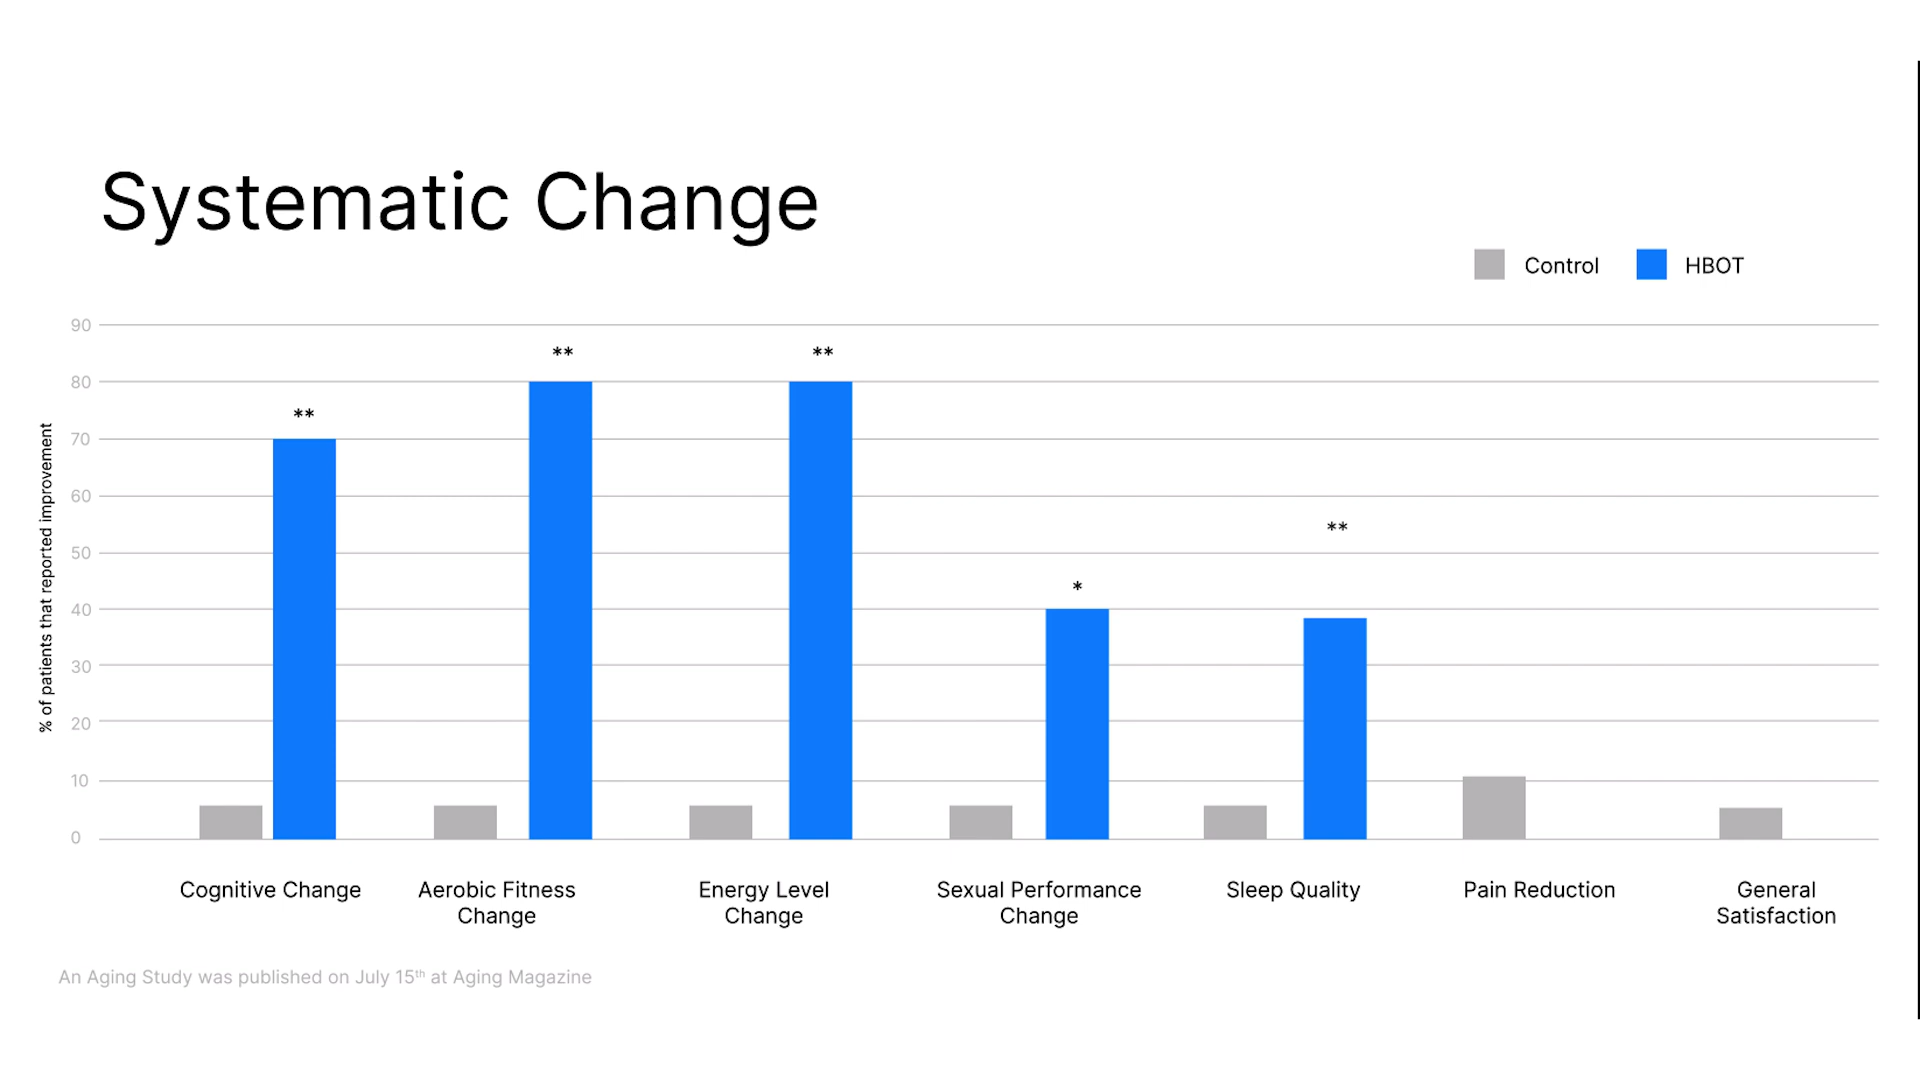 Systematic Change
Control
HBOT
90
80
70
60
50
40
30
20
10
0
% of patients that reported improvement
**
**
**
*
**
Cognitive Change
Aerobic Fitness
Change
Energy Level
Change
Sexual Performance
Change
Sleep Quality
Pain Reduction
General
Satisfaction
An Aging Study was published on July 15th at Aging Magazine